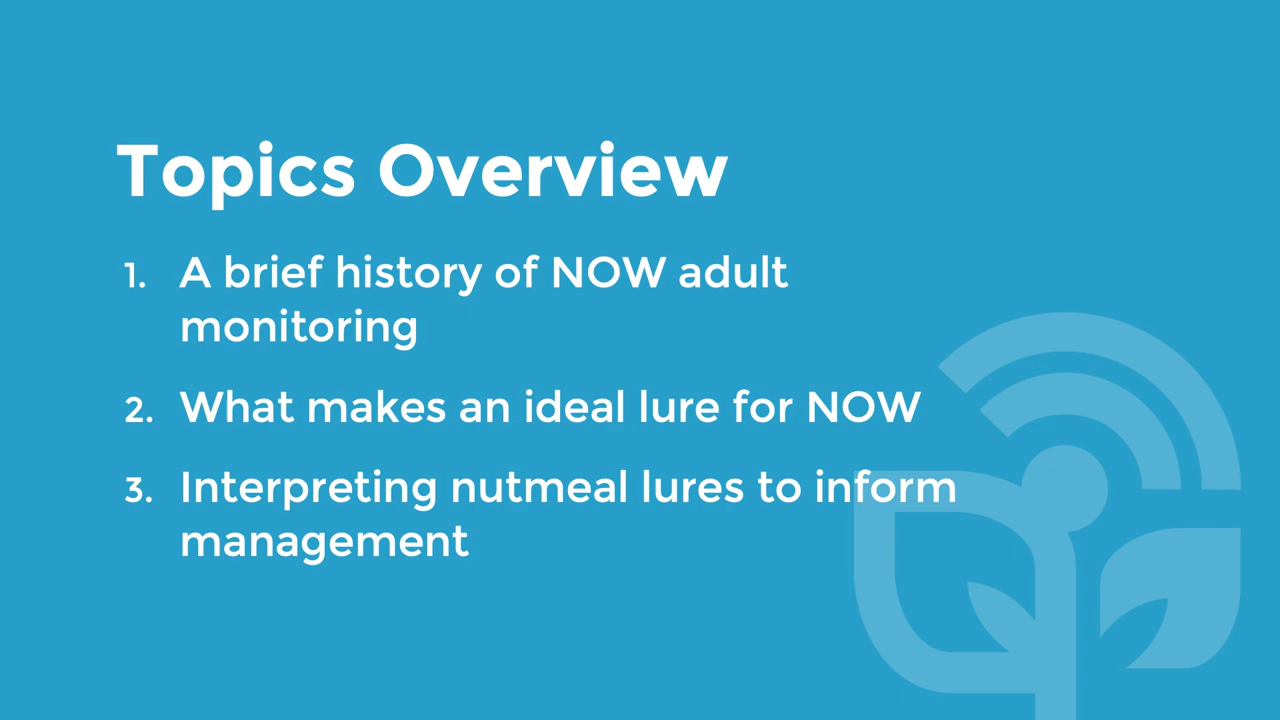 Topics Overview
1. A brief history of NOW adult
monitoring
2. What makes an ideal lure for NOW
3. Interpreting nutmeal lures to inform
management